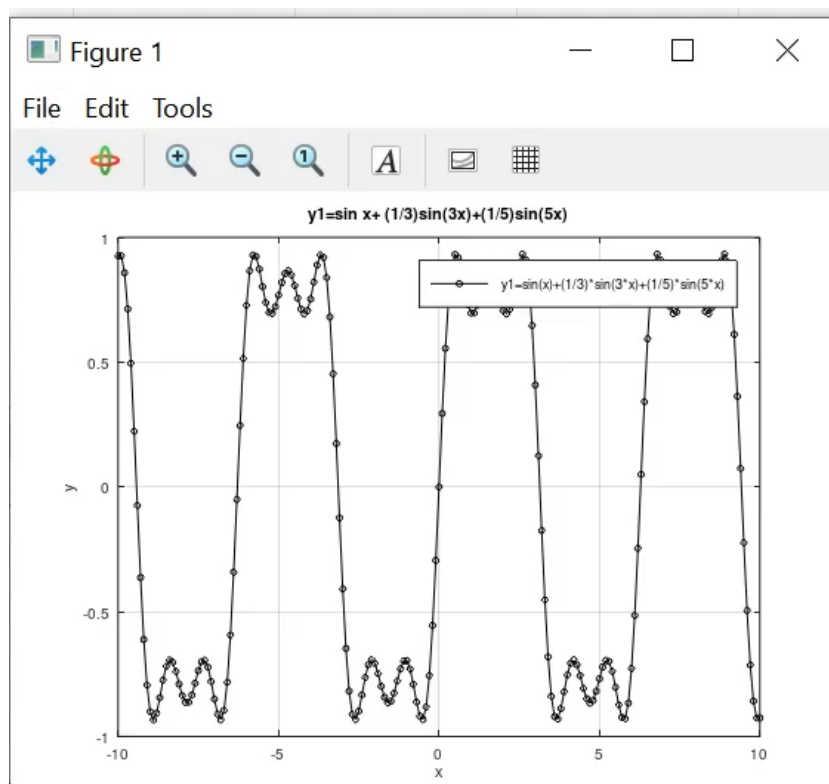 Figure 1
File Edit Tools
1
A
y1=sin x+ (1/3)sin(3x)+(1/5)sin(5x)
1
y1=sin(x)+(1/3)*sin(3*x)+(1/5)*sin(5*x)
0.5
y
0
-0.5
-1
-10 -5 0 5 10
x